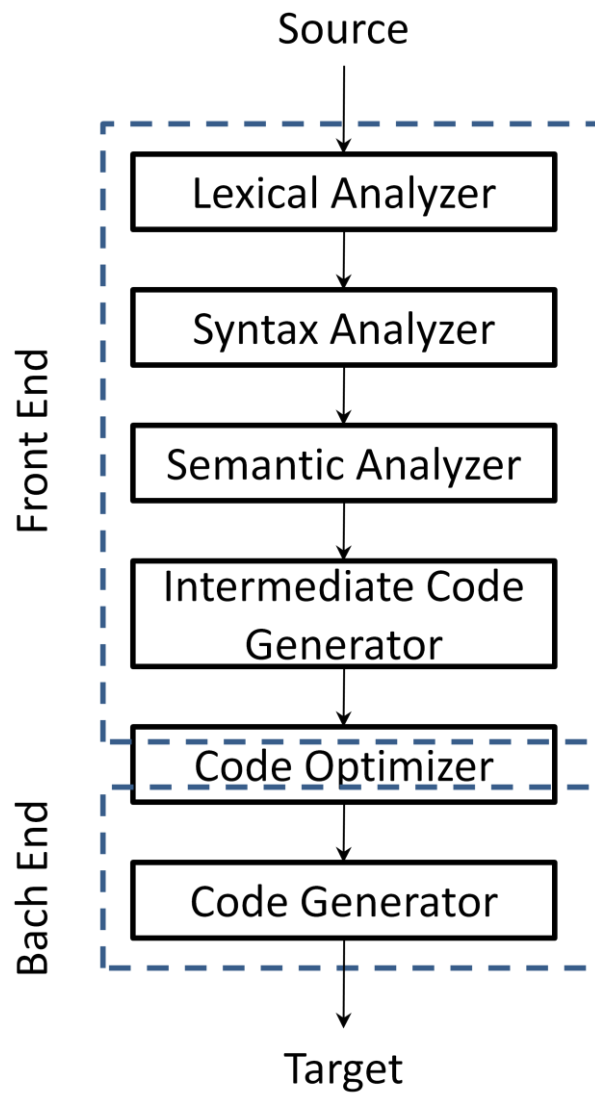 Source
Lexical Analyzer
Syntax Analyzer
Front End
Semantic Analyzer
Intermediate Code
Generator
Code Optimizer
Bach End
Code Generator
Target